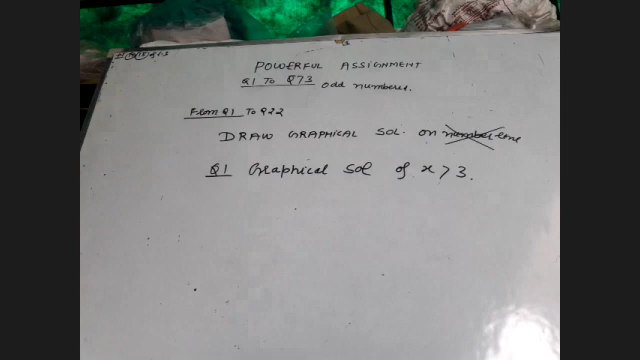 POWERFUL ASSIGNMENT
Q1 TO Q73 odd numbers.
From Q1 To Q22
DRAW GRAPHICAL SOL. on number line
Q1 Graphical sol of x > 3.